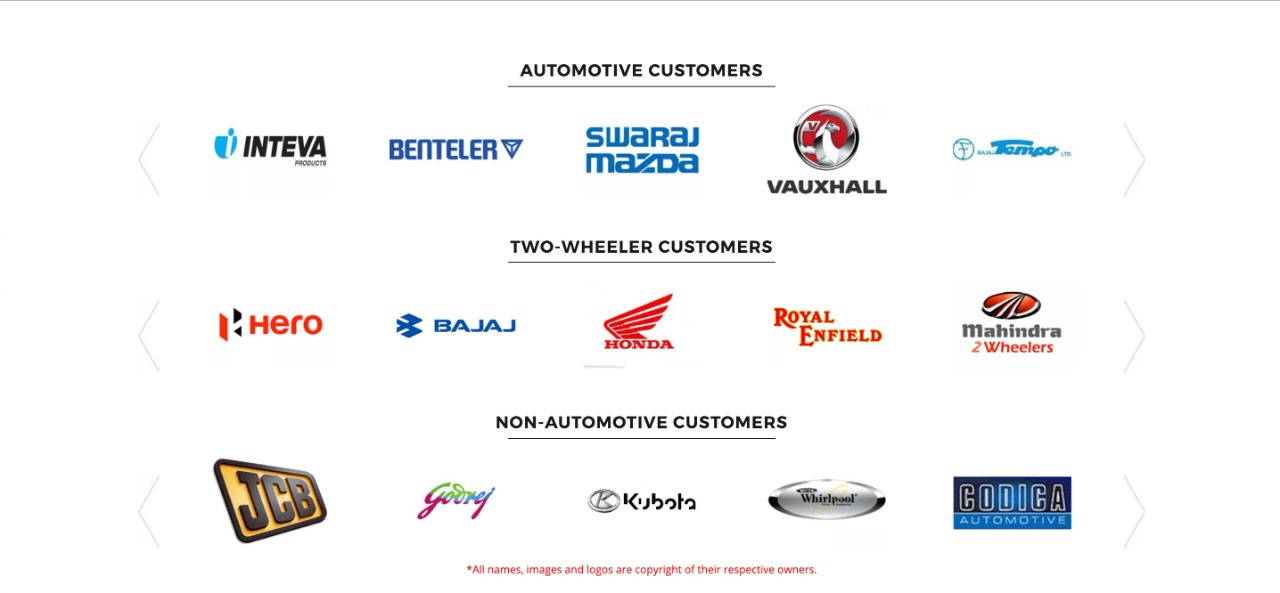 AUTOMOTIVE CUSTOMERS
INTEVA
PRODUCTS
BENTELER
SWARAJ
MAZDA
V
VAUXHALL
BAJAJ Tempo LTD.
TWO-WHEELER CUSTOMERS
Hero
BAJAJ
HONDA
ROYAL
ENFIELD
Mahindra
2 Wheelers
NON-AUTOMOTIVE CUSTOMERS
JCB
Godrej
Kubota
Whirlpool
CODICA
AUTOMOTIVE
*All names, images and logos are copyright of their respective owners.